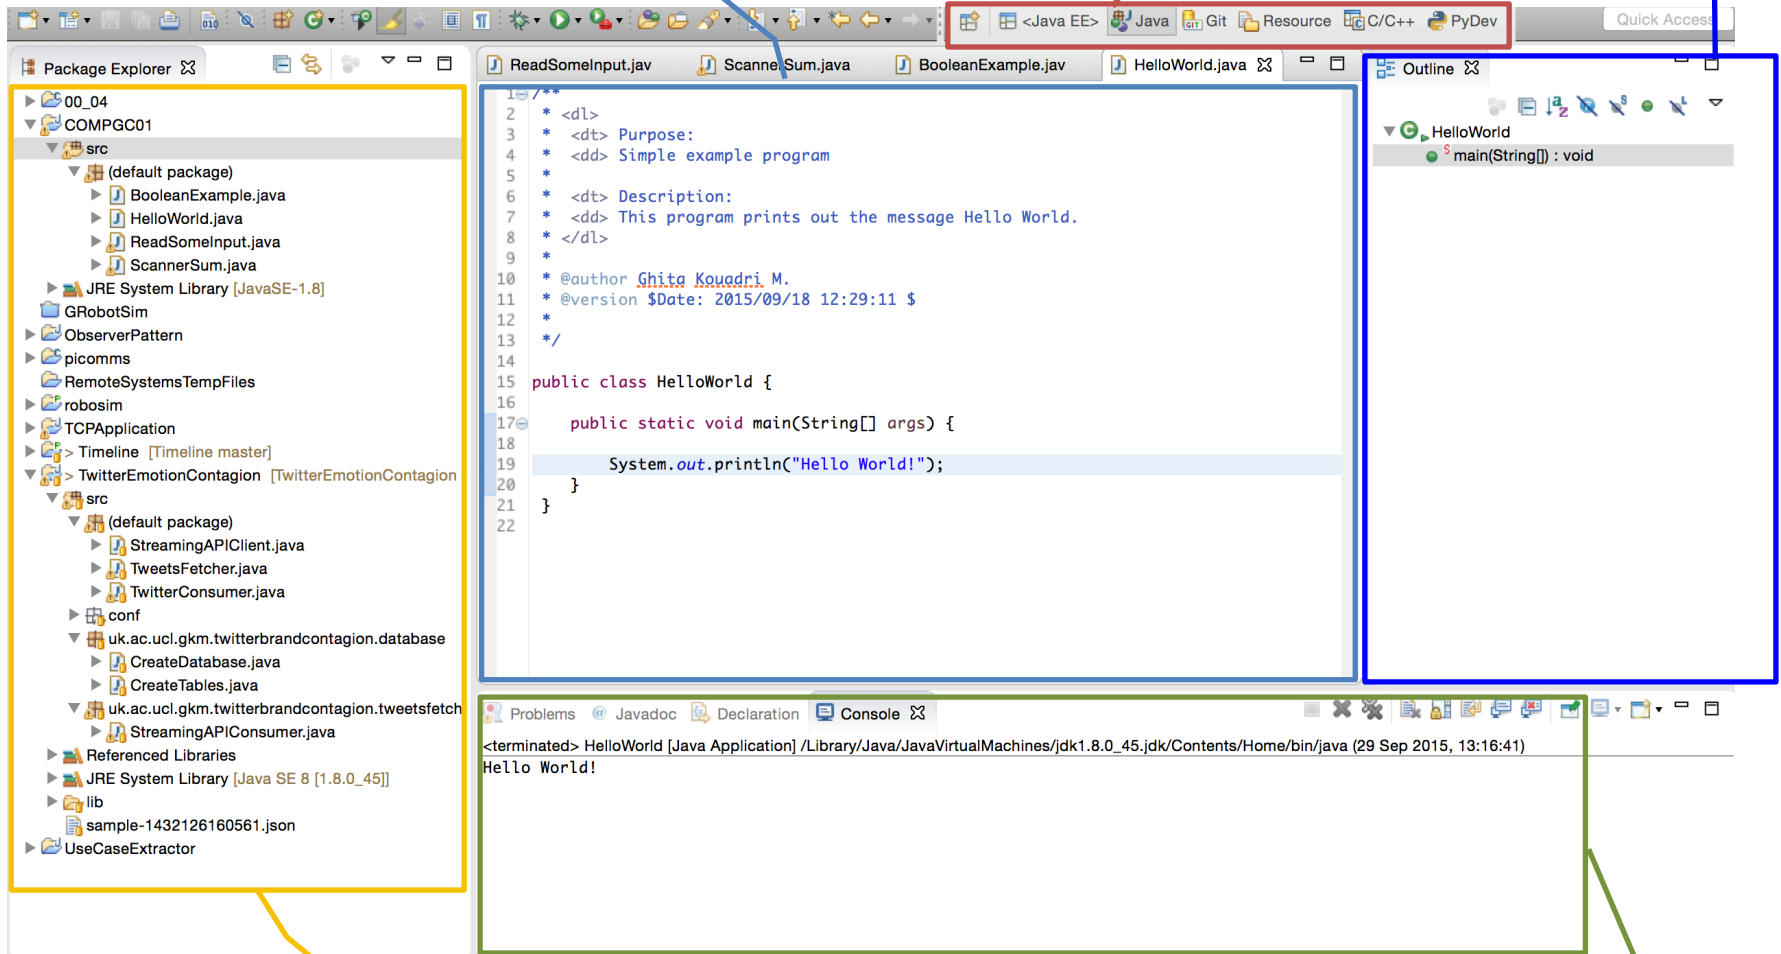 <Java EE> Java Git Resource C/C++ PyDev Quick Access
Package Explorer
00_04
COMPGC01
src
(default package)
BooleanExample.java
HelloWorld.java
ReadSomeInput.java
ScannerSum.java
JRE System Library [JavaSE-1.8]
GRobotSim
ObserverPattern
picomms
RemoteSystemsTempFiles
robosim
TCPApplication
> Timeline [Timeline master]
> TwitterEmotionContagion [TwitterEmotionContagion
src
(default package)
StreamingAPIClient.java
TweetsFetcher.java
TwitterConsumer.java
conf
uk.ac.ucl.gkm.twitterbrandcontagion.database
CreateDatabase.java
CreateTables.java
uk.ac.ucl.gkm.twitterbrandcontagion.tweetsfetch
StreamingAPIConsumer.java
Referenced Libraries
JRE System Library [Java SE 8 [1.8.0_45]]
lib
sample-1432126160561.json
UseCaseExtractor
ReadSomeInput.jav ScannerSum.java BooleanExample.jav HelloWorld.java
1 /**
2 * <dl>
3 * <dt> Purpose:
4 * <dd> Simple example program
5 *
6 * <dt> Description:
7 * <dd> This program prints out the message Hello World.
8 * </dl>
9 *
10 * @author Ghita Kouadri M.
11 * @version $Date: 2015/09/18 12:29:11 $
12 *
13 */
14
15 public class HelloWorld {
16
17 public static void main(String[] args) {
18
19 System.out.println("Hello World!");
20 }
21 }
22
Outline
HelloWorld
main(String[]) : void
Problems Javadoc Declaration Console
<terminated> HelloWorld [Java Application] /Library/Java/JavaVirtualMachines/jdk1.8.0_45.jdk/Contents/Home/bin/java (29 Sep 2015, 13:16:41)
Hello World!